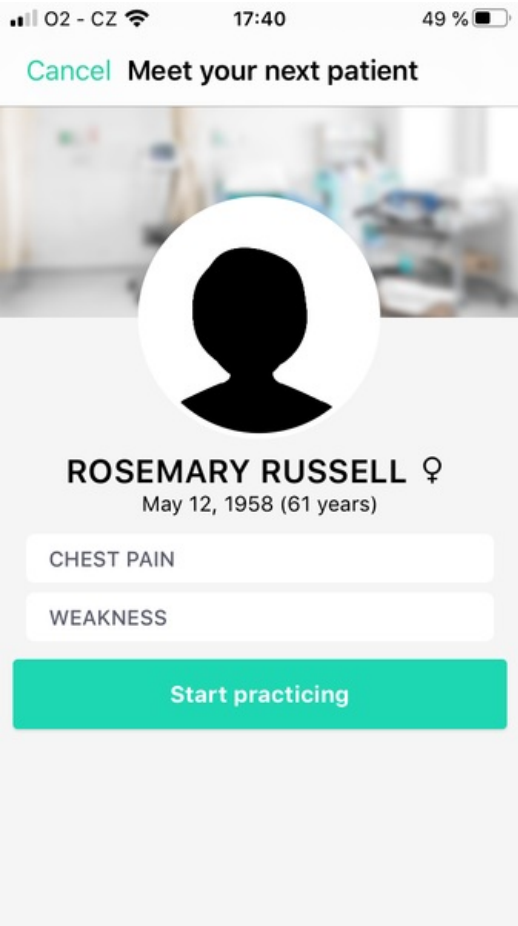 O2 - CZ 17:40 49 %
Cancel Meet your next patient
ROSEMARY RUSSELL ♀
May 12, 1958 (61 years)
CHEST PAIN
WEAKNESS
Start practicing